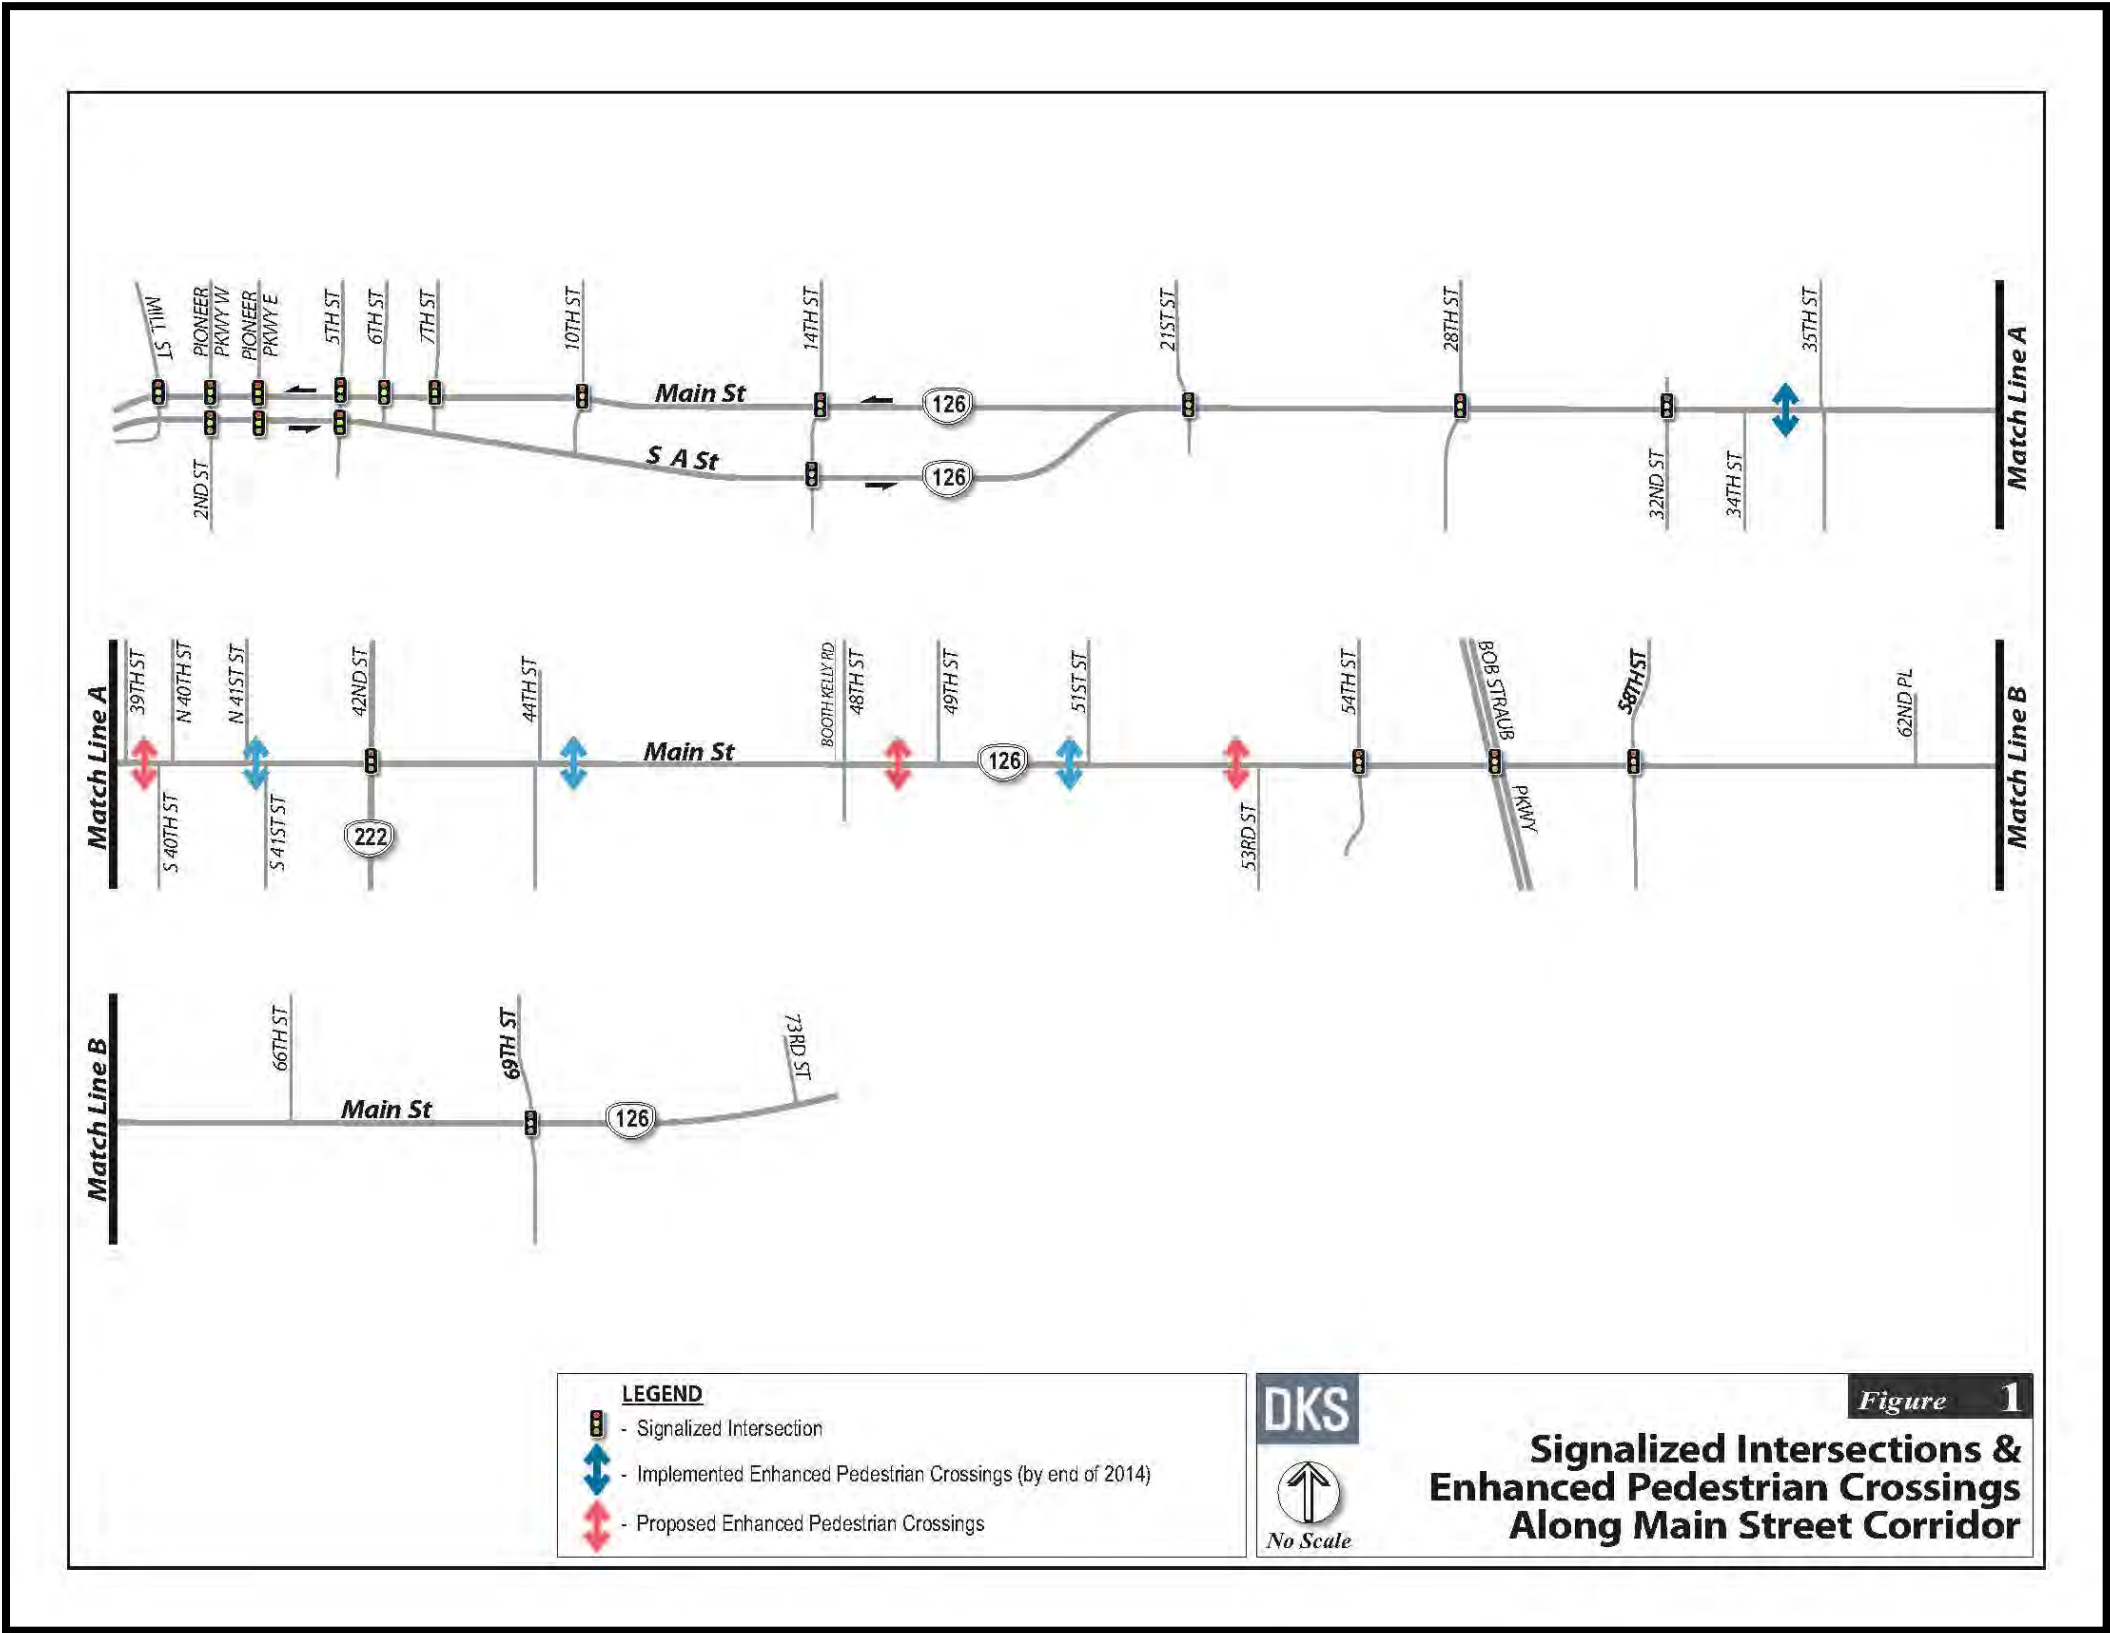 MILL ST
PIONEER
PKWY W
PIONEER
PKWY E
5TH ST
6TH ST
7TH ST
10TH ST
14TH ST
21ST ST
28TH ST
35TH ST
Main St
126
S A St
126
2ND ST
32ND ST
34TH ST
Match Line A
Match Line A
39TH ST
N 40TH ST
N 41ST ST
42ND ST
44TH ST
BOOTH KELLY RD
48TH ST
49TH ST
51ST ST
54TH ST
BOB STRAUB
PKWY
58TH ST
62ND PL
Main St
126
S 40TH ST
S 41ST ST
222
53RD ST
Match Line B
Match Line B
66TH ST
69TH ST
73RD ST
Main St
126
LEGEND
- Signalized Intersection
- Implemented Enhanced Pedestrian Crossings (by end of 2014)
- Proposed Enhanced Pedestrian Crossings
DKS
No Scale
Figure 1
Signalized Intersections &
Enhanced Pedestrian Crossings
Along Main Street Corridor